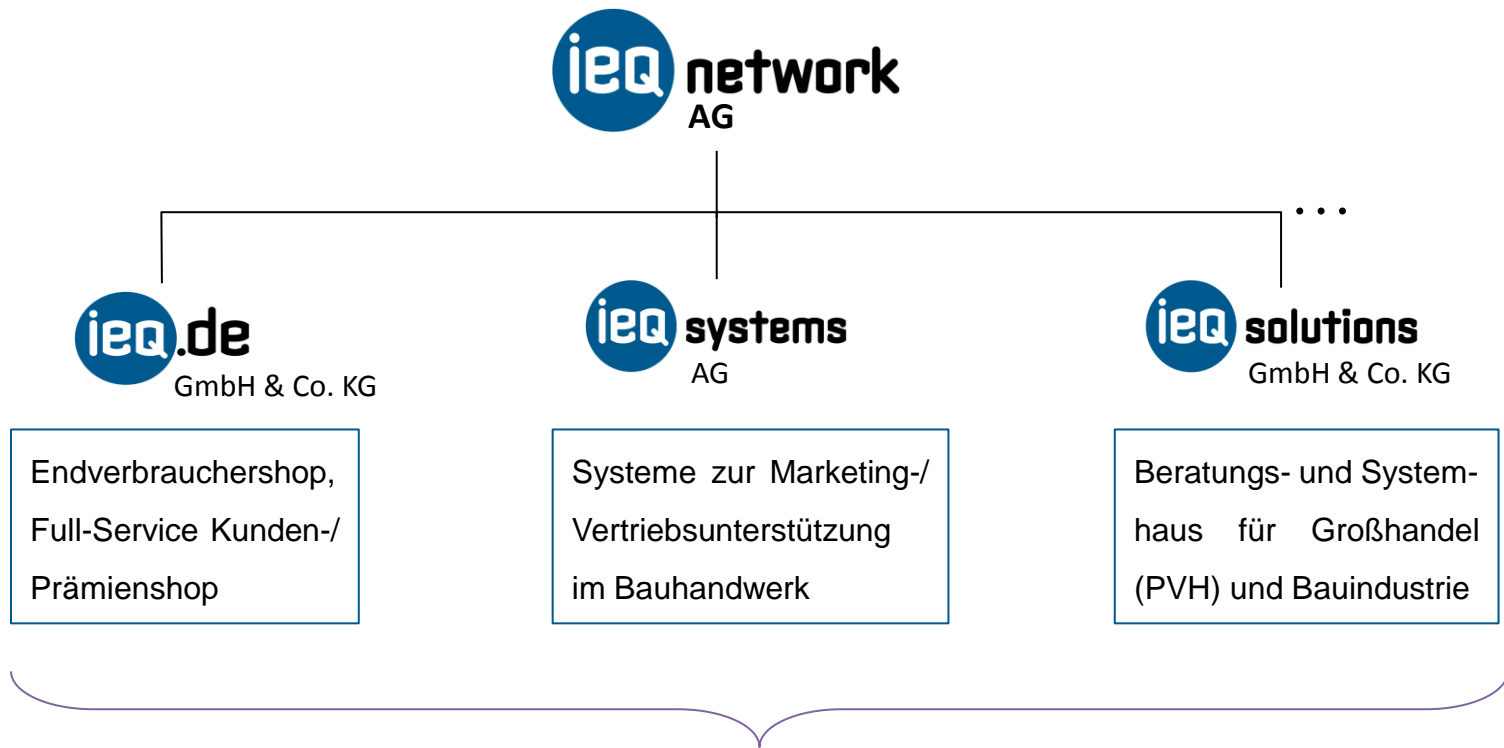 ieq network
AG
...
ieq.de
GmbH & Co. KG
ieq systems
AG
ieq solutions
GmbH & Co. KG
Endverbrauchershop,
Full-Service Kunden-/
Prämienshop
Systeme zur Marketing-/
Vertriebsunterstützung
im Bauhandwerk
Beratungs- und System-
haus für Großhandel
(PVH) und Bauindustrie